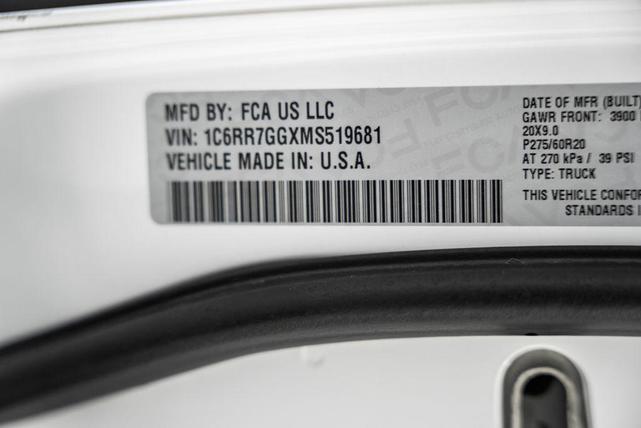 MFD BY: FCA US LLC
VIN: 1C6RR7GGXMS519681
VEHICLE MADE IN: U.S.A.
DATE OF MFR (BUILT)
GAWR FRONT: 3900
20X9.0
P275/60R20
AT 270 kPa / 39 PSI
TYPE: TRUCK
THIS VEHICLE
STANDARDS